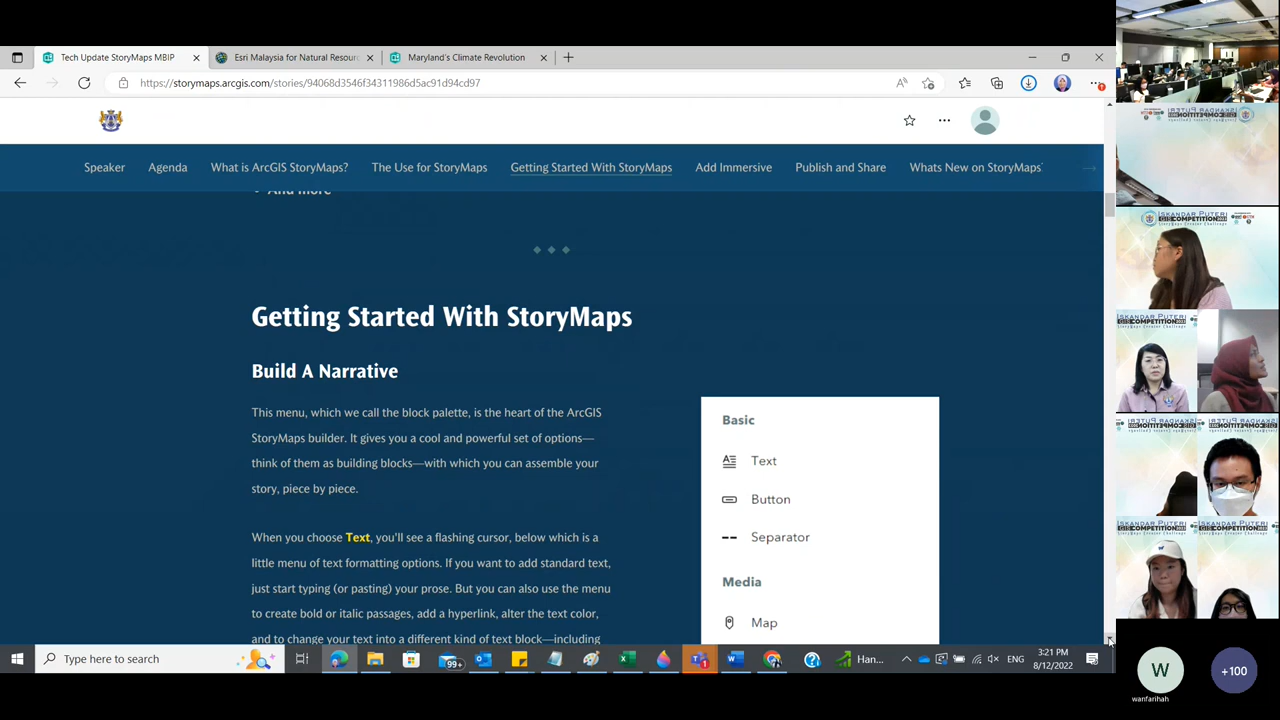 Tech Update StoryMaps MBIP
Esri Malaysia for Natural Resourc
Maryland's Climate Revolution
https://storymaps.arcgis.com/stories/94068d3546f34311986d5ac91d94cd97
Speaker
Agenda
What is ArcGIS StoryMaps?
The Use for StoryMaps
Getting Started With StoryMaps
Add Immersive
Publish and Share
Whats New on StoryMaps
And more
Getting Started With StoryMaps
Build A Narrative
This menu, which we call the block palette, is the heart of the ArcGIS
StoryMaps builder. It gives you a cool and powerful set of options—
think of them as building blocks—with which you can assemble your
story, piece by piece.
When you choose Text, you'll see a flashing cursor, below which is a
little menu of text formatting options. If you want to add standard text,
just start typing (or pasting) your prose. But you can also use the menu
to create bold or italic passages, add a hyperlink, alter the text color,
and to change your text into a different kind of text block—including
Basic
Text
Button
Separator
Media
Map
Type here to search
99+
Han...
ENG
3:21 PM
8/12/2022
ISKANDAR PUTERI
GIS COMPETITION 2022
W
wanfarihah
+100